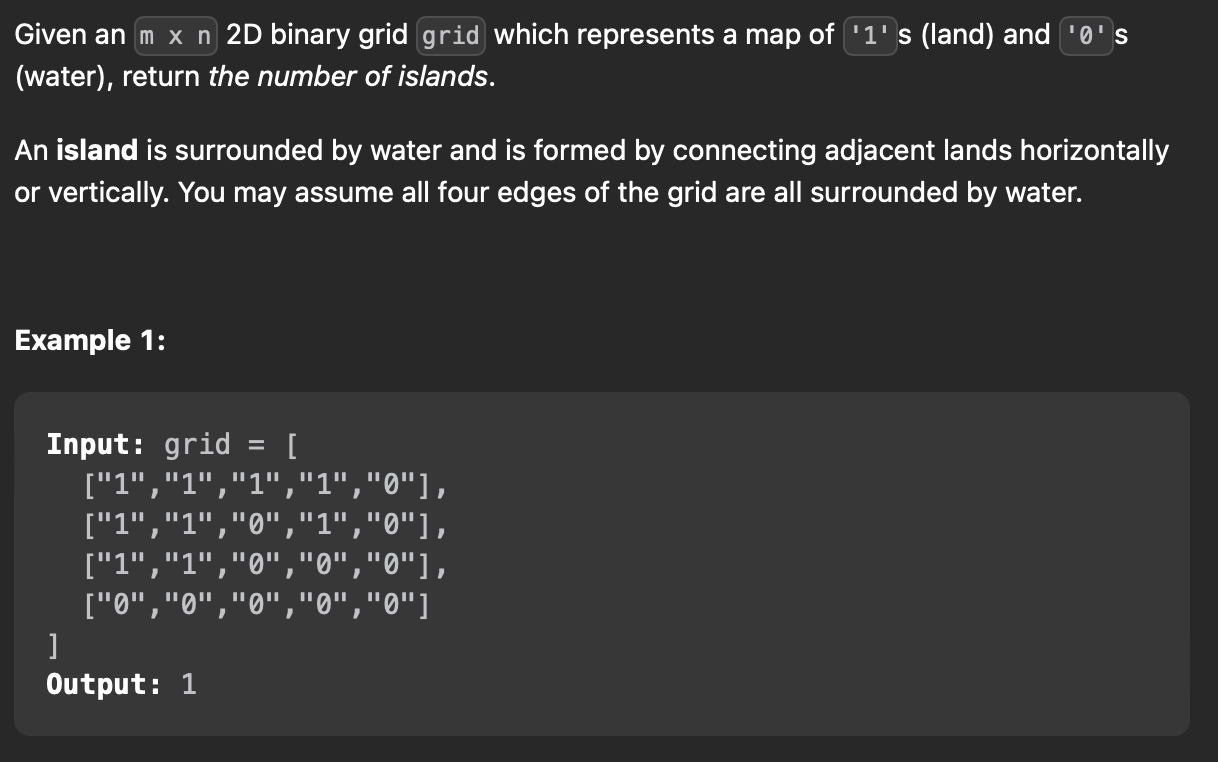 Given an m x n 2D binary grid grid which represents a map of '1's (land) and '0's
(water), return the number of islands.
An island is surrounded by water and is formed by connecting adjacent lands horizontally
or vertically. You may assume all four edges of the grid are all surrounded by water.
Example 1:
Input: grid = [
["1","1","1","1","0"],
["1","1","0","1","0"],
["1","1","0","0","0"],
["0","0","0","0","0"]
]
Output: 1